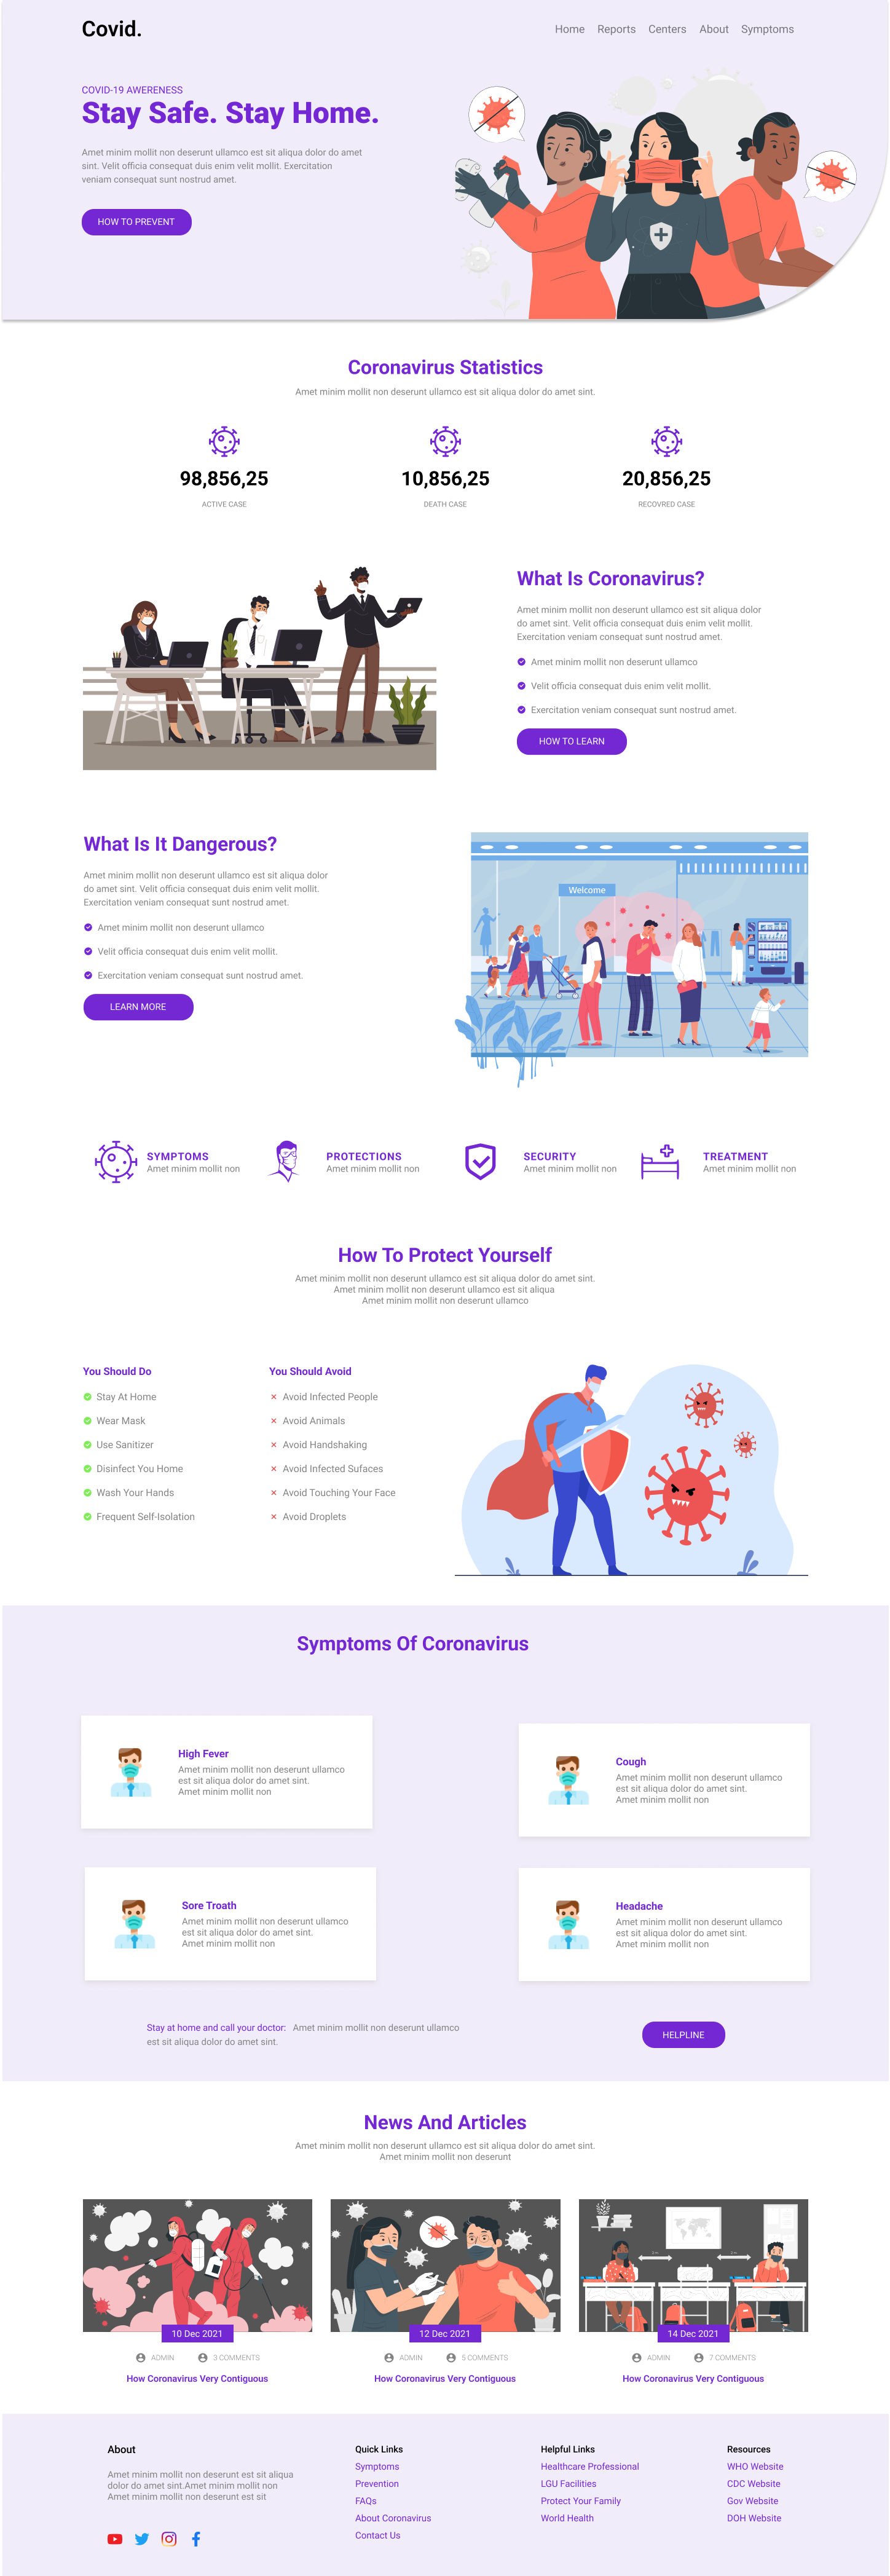 Covid.
Home Reports Centers About Symptoms
COVID-19 AWERENESS
Stay Safe. Stay Home.
Amet minim mollit non deserunt ullamco est sit aliqua dolor do amet
sint. Velit officia consequat duis enim velit mollit. Exercitation
veniam consequat sunt nostrud amet.
HOW TO PREVENT
Coronavirus Statistics
Amet minim mollit non deserunt ullamco est sit aliqua dolor do amet sint.
98,856,25
ACTIVE CASE
10,856,25
DEATH CASE
20,856,25
RECOVRED CASE
What Is Coronavirus?
Amet minim mollit non deserunt ullamco est sit aliqua dolor
do amet sint. Velit officia consequat duis enim velit mollit.
Exercitation veniam consequat sunt nostrud amet.
Amet minim mollit non deserunt ullamco
Velit officia consequat duis enim velit mollit.
Exercitation veniam consequat sunt nostrud amet.
HOW TO LEARN
What Is It Dangerous?
Amet minim mollit non deserunt ullamco est sit aliqua dolor
do amet sint. Velit officia consequat duis enim velit mollit.
Exercitation veniam consequat sunt nostrud amet.
Amet minim mollit non deserunt ullamco
Velit officia consequat duis enim velit mollit.
Exercitation veniam consequat sunt nostrud amet.
LEARN MORE
Welcome
SYMPTOMS
Amet minim mollit non
PROTECTIONS
Amet minim mollit non
SECURITY
Amet minim mollit non
TREATMENT
Amet minim mollit non
How To Protect Yourself
Amet minim mollit non deserunt ullamco est sit aliqua dolor do amet sint.
Amet minim mollit non deserunt ullamco est sit aliqua
Amet minim mollit non deserunt ullamco
You Should Do
Stay At Home
Wear Mask
Use Sanitizer
Disinfect You Home
Wash Your Hands
Frequent Self-Isolation
You Should Avoid
Avoid Infected People
Avoid Animals
Avoid Handshaking
Avoid Infected Sufaces
Avoid Touching Your Face
Avoid Droplets
Symptoms Of Coronavirus
High Fever
Amet minim mollit non deserunt ullamco
est sit aliqua dolor do amet sint.
Amet minim mollit non
Cough
Amet minim mollit non deserunt ullamco
est sit aliqua dolor do amet sint.
Amet minim mollit non
Sore Troath
Amet minim mollit non deserunt ullamco
est sit aliqua dolor do amet sint.
Amet minim mollit non
Headache
Amet minim mollit non deserunt ullamco
est sit aliqua dolor do amet sint.
Amet minim mollit non
Stay at home and call your doctor: Amet minim mollit non deserunt ullamco
est sit aliqua dolor do amet sint.
HELPLINE
News And Articles
Amet minim mollit non deserunt ullamco est sit aliqua dolor do amet sint.
Amet minim mollit non deserunt
10 Dec 2021
ADMIN 3 COMMENTS
How Coronavirus Very Contiguous
12 Dec 2021
ADMIN 5 COMMENTS
How Coronavirus Very Contiguous
14 Dec 2021
ADMIN 7 COMMENTS
How Coronavirus Very Contiguous
About
Amet minim mollit non deserunt est sit aliqua
dolor do amet sint.Amet minim mollit non
Amet minim mollit non deserunt est sit
Quick Links
Symptoms
Prevention
FAQs
About Coronavirus
Contact Us
Helpful Links
Healthcare Professional
LGU Facilities
Protect Your Family
World Health
Resources
WHO Website
CDC Website
Gov Website
DOH Website